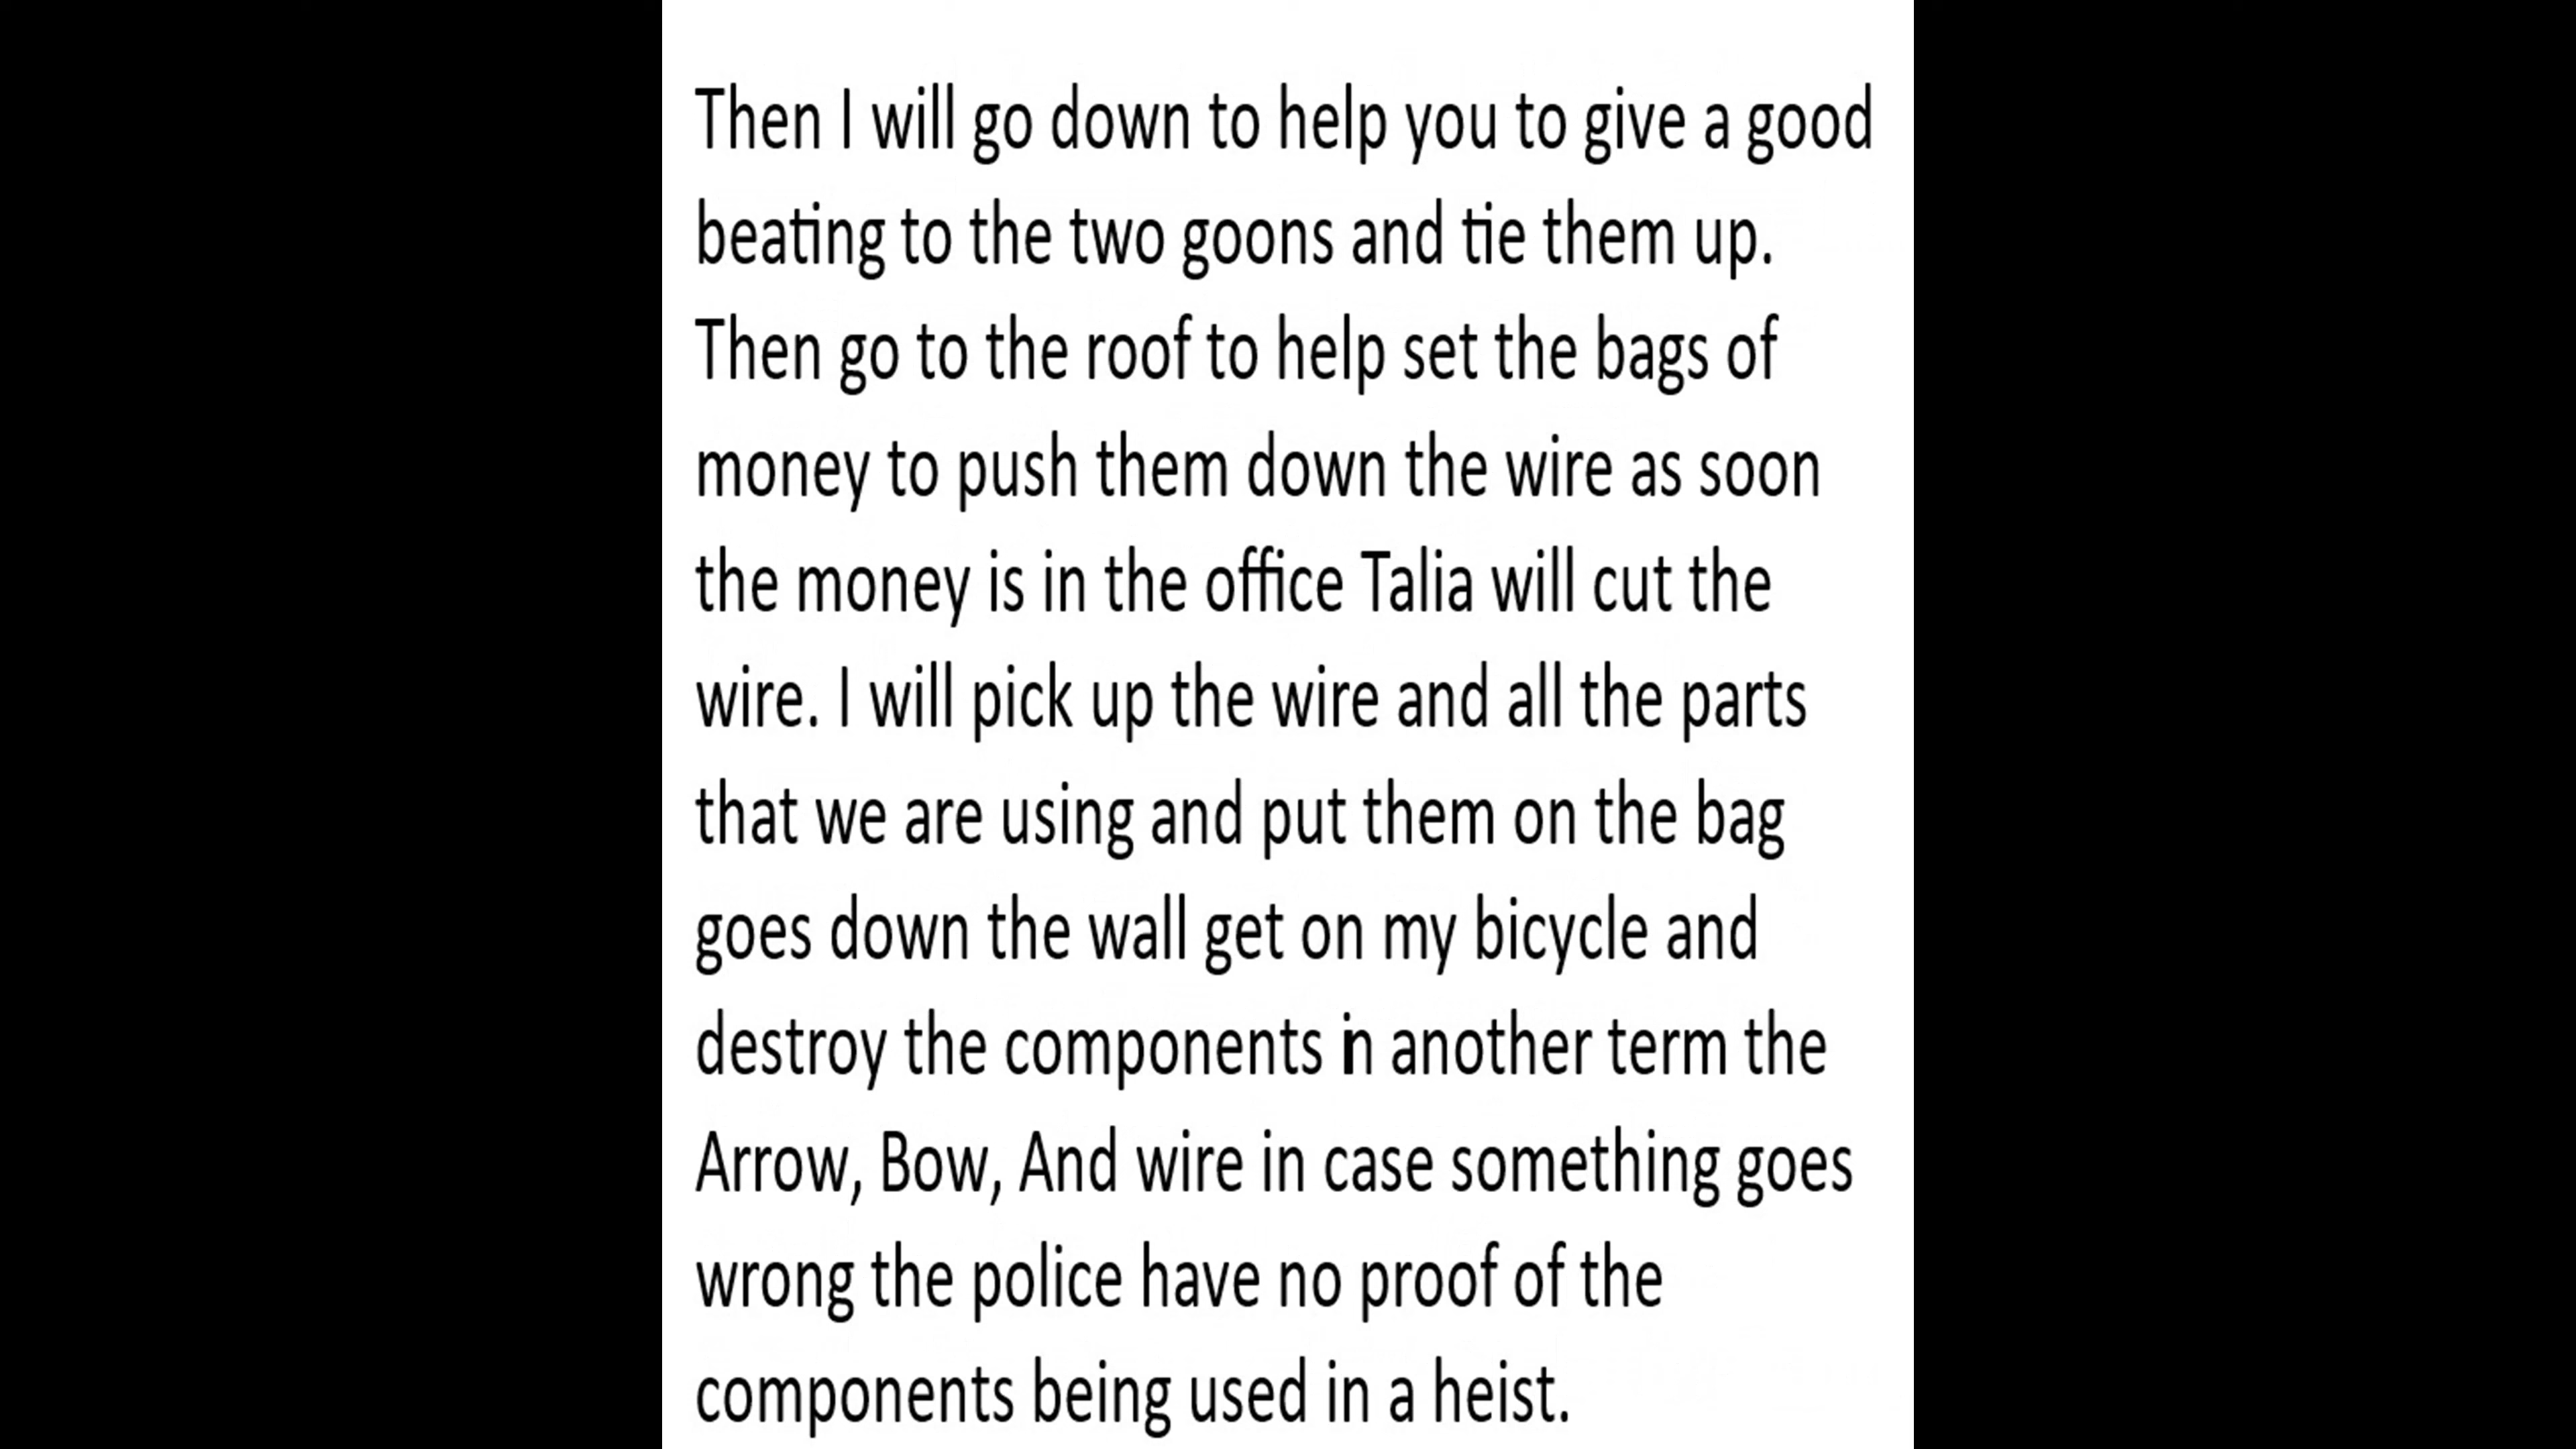 Then I will go down to help you to give a good
beating to the two goons and tie them up.
Then go to the roof to help set the bags of
money to push them down the wire as soon
the money is in the office Talia will cut the
wire. I will pick up the wire and all the parts
that we are using and put them on the bag
goes down the wall get on my bicycle and
destroy the components in another term the
Arrow, Bow, And wire in case something goes
wrong the police have no proof of the
components being used in a heist.